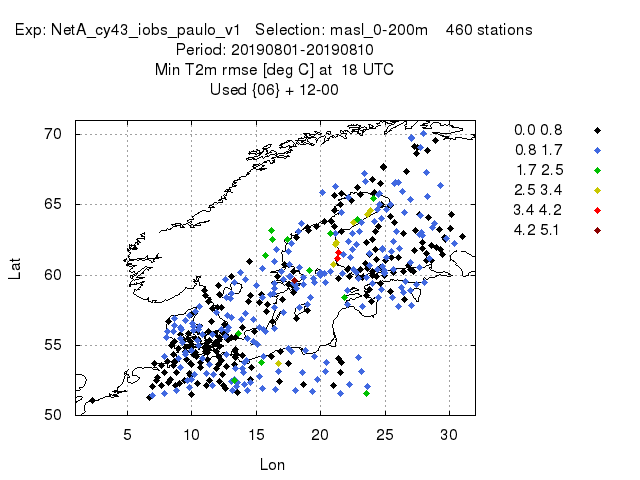 Exp: NetA_cy43_iobs_paulo_v1 Selection: masl_0-200m 460 stations
Period: 20190801-20190810
Min T2m rmse [deg C] at 18 UTC
Used {06} + 12-00
0.0 0.8
0.8 1.7
1.7 2.5
2.5 3.4
3.4 4.2
4.2 5.1
70
65
60
55
50
Lat
5 10 15 20 25 30
Lon